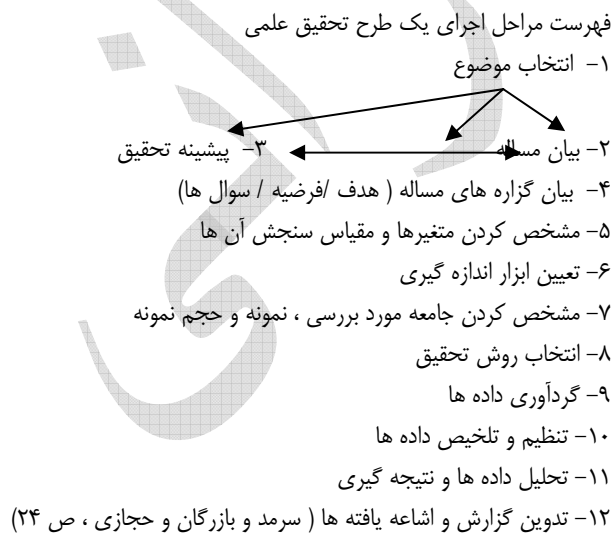 فهرست مراحل اجرای یک طرح تحقیق علمی
۱- انتخاب موضوع
۲- بیان مساله ۳- پیشینه تحقیق
۴- بیان گزاره های مساله ( هدف /فرضیه / سوال ها)
۵- مشخص کردن متغیرها و مقیاس سنجش آن ها
۶- تعیین ابزار اندازه گیری
۷- مشخص کردن جامعه مورد بررسی ، نمونه و حجم نمونه
۸- انتخاب روش تحقیق
۹- گردآوری داده ها
۱۰- تنظیم و تلخیص داده ها
۱۱- تحلیل داده ها و نتیجه گیری
۱۲- تدوین گزارش و اشاعه یافته ها ( سرمد و بازرگان و حجازی ، ص ۲۴)